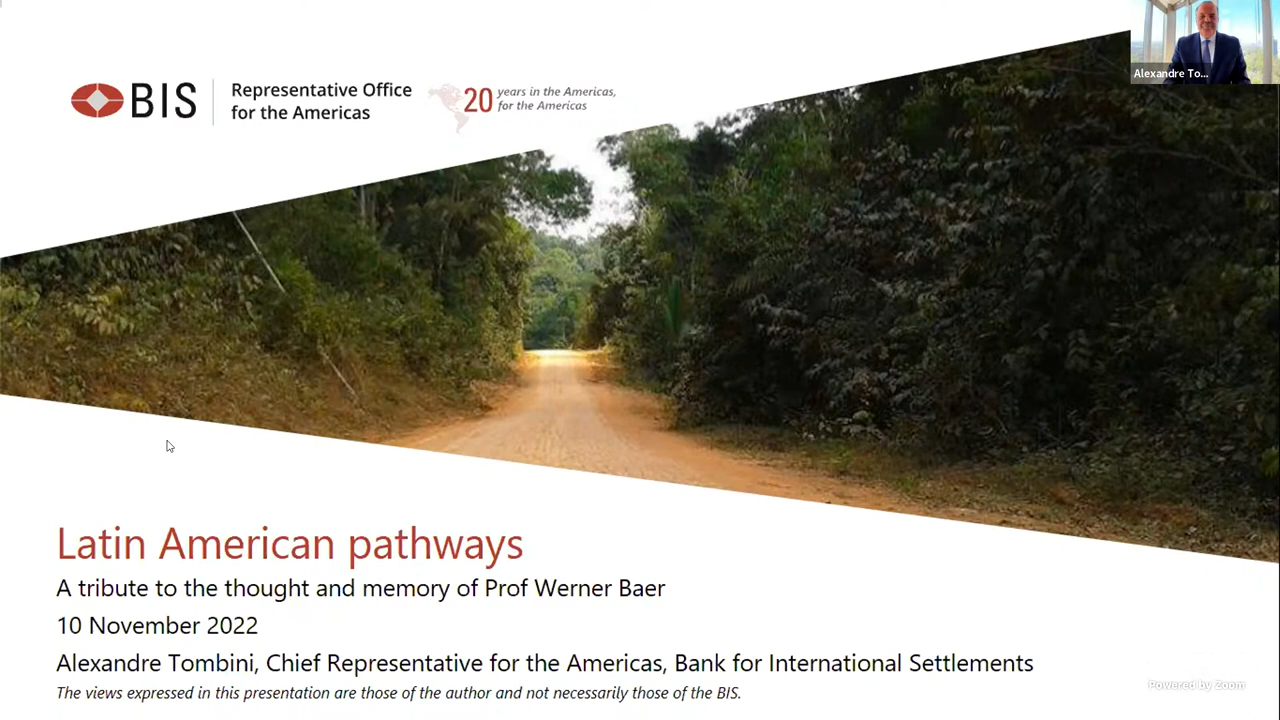 Alexandre To...
BIS
Representative Office
for the Americas
20
years in the Americas,
for the Americas
Latin American pathways
A tribute to the thought and memory of Prof Werner Baer
10 November 2022
Alexandre Tombini, Chief Representative for the Americas, Bank for International Settlements
The views expressed in this presentation are those of the author and not necessarily those of the BIS.
Powered by Zoom